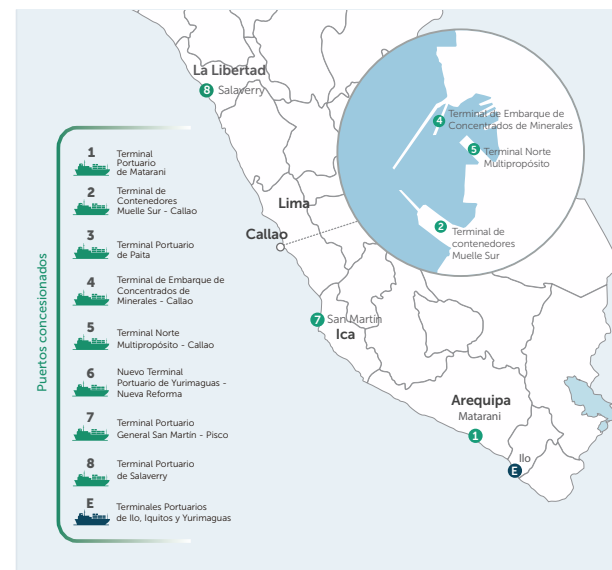 La Libertad
8 Salaverry
4 Terminal de Embarque de
Concentrados de Minerales
5 Terminal Norte
Multipropósito
2 Terminal de
contenedores
Muelle Sur
Lima
Callao
7 San Martín
Ica
Arequipa
Matarani
1
Ilo
E
Puertos concesionados
1
Terminal
Portuario
de Matarani
2
Terminal de
Contenedores
Muelle Sur - Callao
3
Terminal Portuario
de Paita
4
Terminal de Embarque de
Concentrados de
Minerales - Callao
5
Terminal Norte
Multipropósito - Callao
6
Nuevo Terminal
Portuario de Yurimaguas -
Nueva Reforma
7
Terminal Portuario
General San Martín - Pisco
8
Terminal Portuario
de Salaverry
E
Terminales Portuarios
de Ilo, Iquitos y Yurimaguas